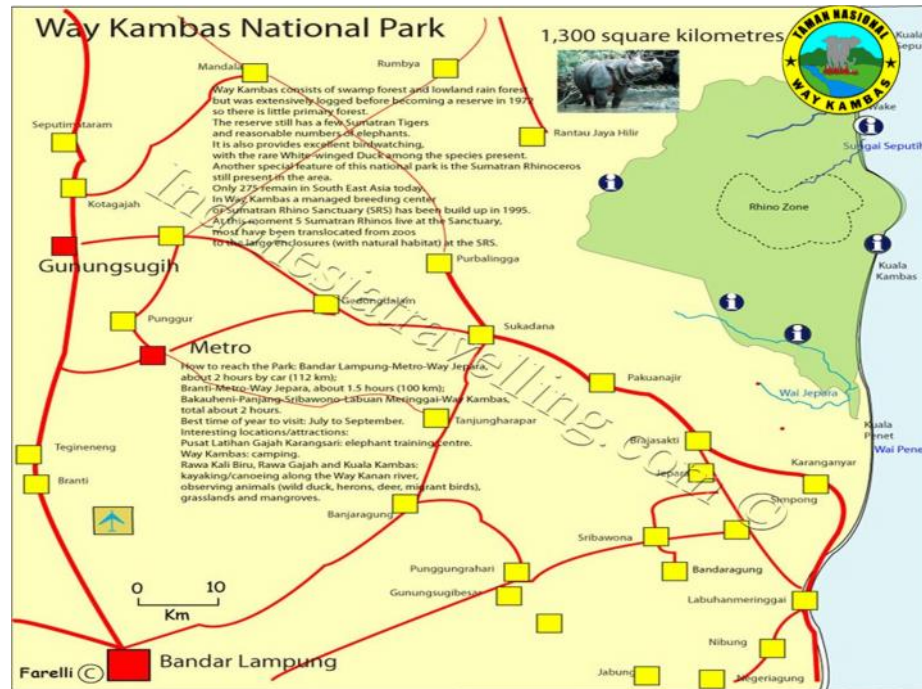 Way Kambas National Park
1,300 square kilometres
TAMAN NASIONAL
WAY KAMBAS
Kuala
Seputi
Mandala
Rumbya
Way Kambas consists of swamp forest and lowland rain forest
but was extensively logged before becoming a reserve in 1972
so there is little primary forest.
The reserve still has a few Sumatran Tigers
and reasonable numbers of elephants.
It is also provides excellent birdwatching,
with the rare White-winged Duck among the species present.
Another special feature of this national park is the Sumatran Rhinoceros
still present in the area.
Only 275 remain in South East Asia today.
In Way Kambas a managed breeding center
or Sumatran Rhino Sanctuary (SRS) has been build up in 1995.
At this moment 5 Sumatran Rhinos live at the Sanctuary,
most have been translocated from zoos
to the large enclosures (with natural habitat) at the SRS.
Seputimataram
Rantau Jaya Hilir
Wake
Sungai Seputih
Kotagajah
Rhino Zone
Gunungsugih
Purbalingga
Kuala
Kambas
Gedongdalam
Punggur
Sukadana
Metro
How to reach the Park: Bandar Lampung-Metro-Way Jepara,
about 2 hours by car (112 km);
Branti-Metro-Way Jepara, about 1.5 hours (100 km);
Bakauheni-Panjang-Sribawono-Labuan Meringgai-Way Kambas,
total about 2 hours.
Best time of year to visit: July to September.
Interesting locations/attractions:
Pusat Latihan Gajah Karangsari: elephant training centre.
Way Kambas: camping.
Rawa Kali Biru, Rawa Gajah and Kuala Kambas:
kayaking/canoeing along the Way Kanan river,
observing animals (wild duck, herons, deer, migrant birds),
grasslands and mangroves.
Pakuanajir
Wai Jepara
Tanjungharapar
Kuala
Penet
Wai Pene
Brajasakti
Tegineneng
Jepara
Karanganyar
Branti
Simpong
Banjaragung
Sribawona
Punggungrahari
Bandaragung
Gunungsugibesar
0 10
Km
Labuhanmeringgai
Nibung
Bandar Lampung
Jabung
Negeriagung
Farelli ©
Indonesiatravelling.com ©